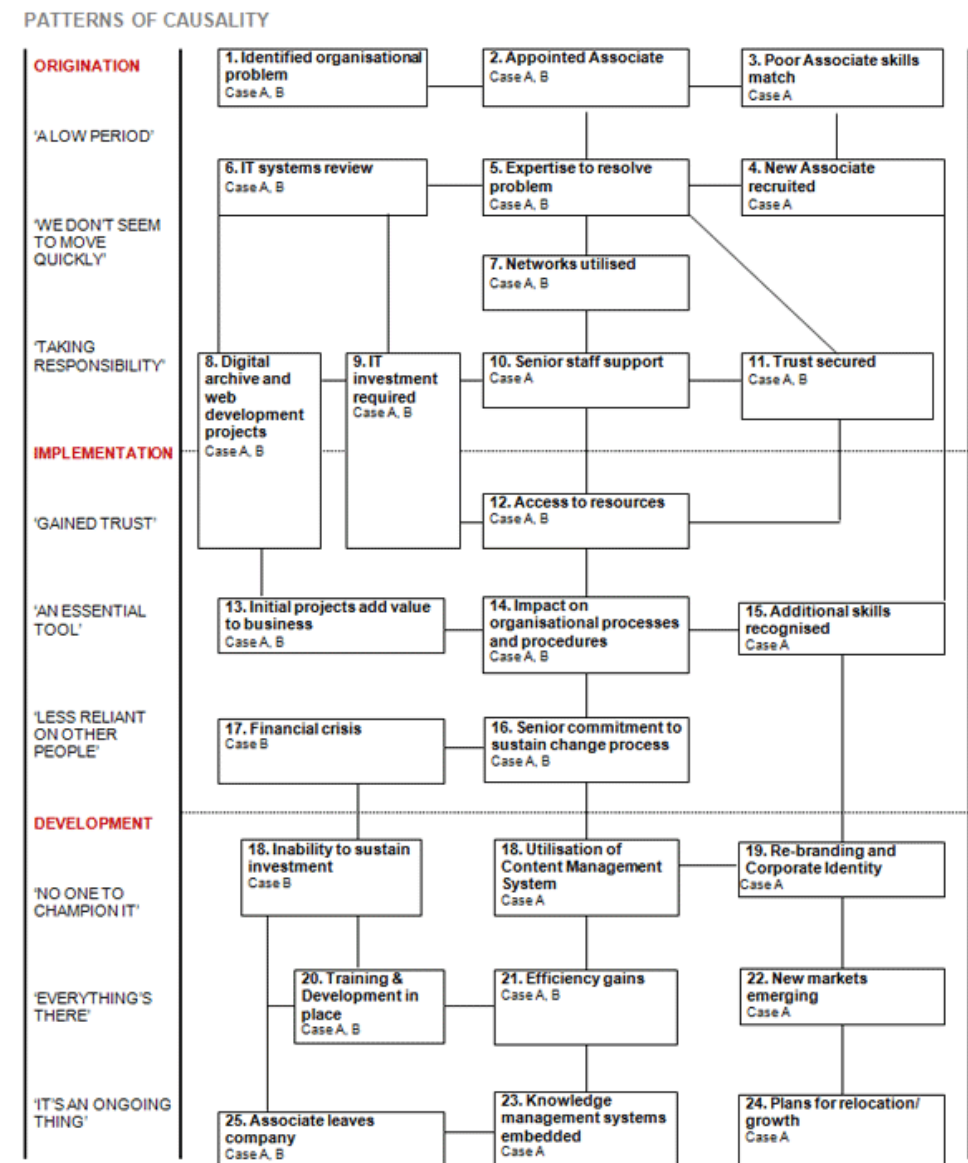 PATTERNS OF CAUSALITY
ORIGINATION
1. Identified organisational
problem
Case A, B
2. Appointed Associate
Case A, B
3. Poor Associate skills
match
Case A
'A LOW PERIOD'
6. IT systems review
Case A, B
5. Expertise to resolve
problem
Case A, B
4. New Associate
recruited
Case A
'WE DON'T SEEM
TO MOVE
QUICKLY'
7. Networks utilised
Case A, B
'TAKING
RESPONSIBILITY'
8. Digital
archive and
web
development
projects
Case A, B
9. IT
investment
required
Case A, B
10. Senior staff support
Case A
11. Trust secured
Case A, B
IMPLEMENTATION
'GAINED TRUST'
12. Access to resources
Case A, B
'AN ESSENTIAL
TOOL'
13. Initial projects add value
to business
Case A, B
14. Impact on
organisational processes
and procedures
Case A, B
15. Additional skills
recognised
Case A
'LESS RELIANT
ON OTHER
PEOPLE'
17. Financial crisis
Case B
16. Senior commitment to
sustain change process
Case A, B
DEVELOPMENT
18. Inability to sustain
investment
Case B
18. Utilisation of
Content Management
System
Case A
19. Re-branding and
Corporate Identity
Case A
'NO ONE TO
CHAMPION IT'
'EVERYTHING'S
THERE'
20. Training &
Development in
place
Case A, B
21. Efficiency gains
Case A, B
22. New markets
emerging
Case A
'IT'S AN ONGOING
THING'
25. Associate leaves
company
Case A, B
23. Knowledge
management systems
embedded
Case A
24. Plans for relocation/
growth
Case A